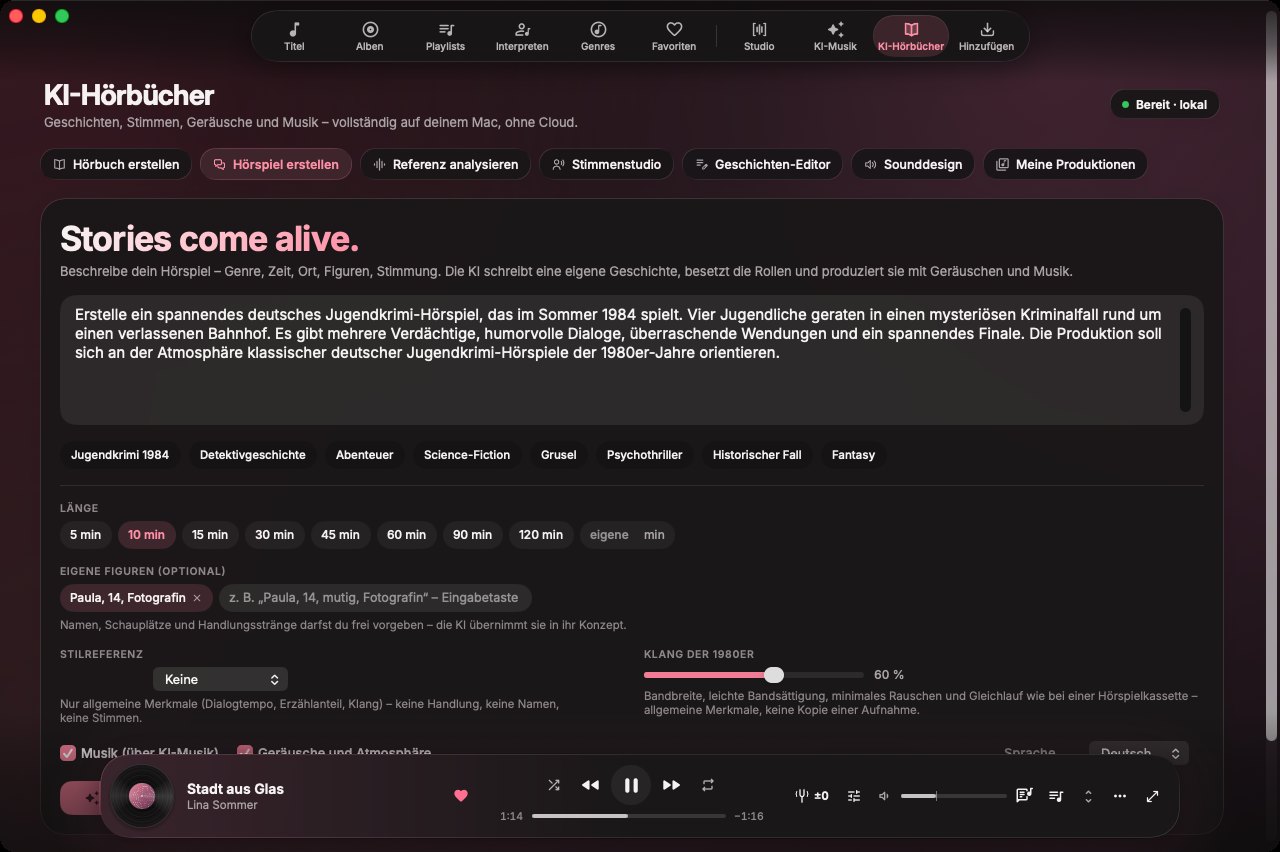 Titel
Alben
Playlists
Interpreten
Genres
Favoriten
Studio
KI-Musik
KI-Hörbücher
Hinzufügen
KI-Hörbücher
Geschichten, Stimmen, Geräusche und Musik – vollständig auf deinem Mac, ohne Cloud.
Bereit · lokal
Hörbuch erstellen
Hörspiel erstellen
Referenz analysieren
Stimmenstudio
Geschichten-Editor
Sounddesign
Meine Produktionen
Stories come alive.
Beschreibe dein Hörspiel – Genre, Zeit, Ort, Figuren, Stimmung. Die KI schreibt eine eigene Geschichte, besetzt die Rollen und produziert sie mit Geräuschen und Musik.
Erstelle ein spannendes deutsches Jugendkrimi-Hörspiel, das im Sommer 1984 spielt. Vier Jugendliche geraten in einen mysteriösen Kriminalfall rund um
einen verlassenen Bahnhof. Es gibt mehrere Verdächtige, humorvolle Dialoge, überraschende Wendungen und ein spannendes Finale. Die Produktion soll
sich an der Atmosphäre klassischer deutscher Jugendkrimi-Hörspiele der 1980er-Jahre orientieren.
Jugendkrimi 1984
Detektivgeschichte
Abenteuer
Science-Fiction
Grusel
Psychothriller
Historischer Fall
Fantasy
LÄNGE
5 min
10 min
15 min
30 min
45 min
60 min
90 min
120 min
eigene min
EIGENE FIGUREN (OPTIONAL)
Paula, 14, Fotografin ×
z. B. „Paula, 14, mutig, Fotografin“ – Eingabetaste
Namen, Schauplätze und Handlungsstränge darfst du frei vorgeben – die KI übernimmt sie in ihr Konzept.
STILREFERENZ
Keine
Nur allgemeine Merkmale (Dialogtempo, Erzählanteil, Klang) – keine Handlung, keine Namen,
keine Stimmen.
KLANG DER 1980ER
60 %
Bandbreite, leichte Bandsättigung, minimales Rauschen und Gleichlauf wie bei einer Hörspielkassette –
allgemeine Merkmale, keine Kopie einer Aufnahme.
Musik (über KI-Musik)
Geräusche und Atmosphäre
Sprache
Deutsch
Stadt aus Glas
Lina Sommer
1:14
−1:16
±0